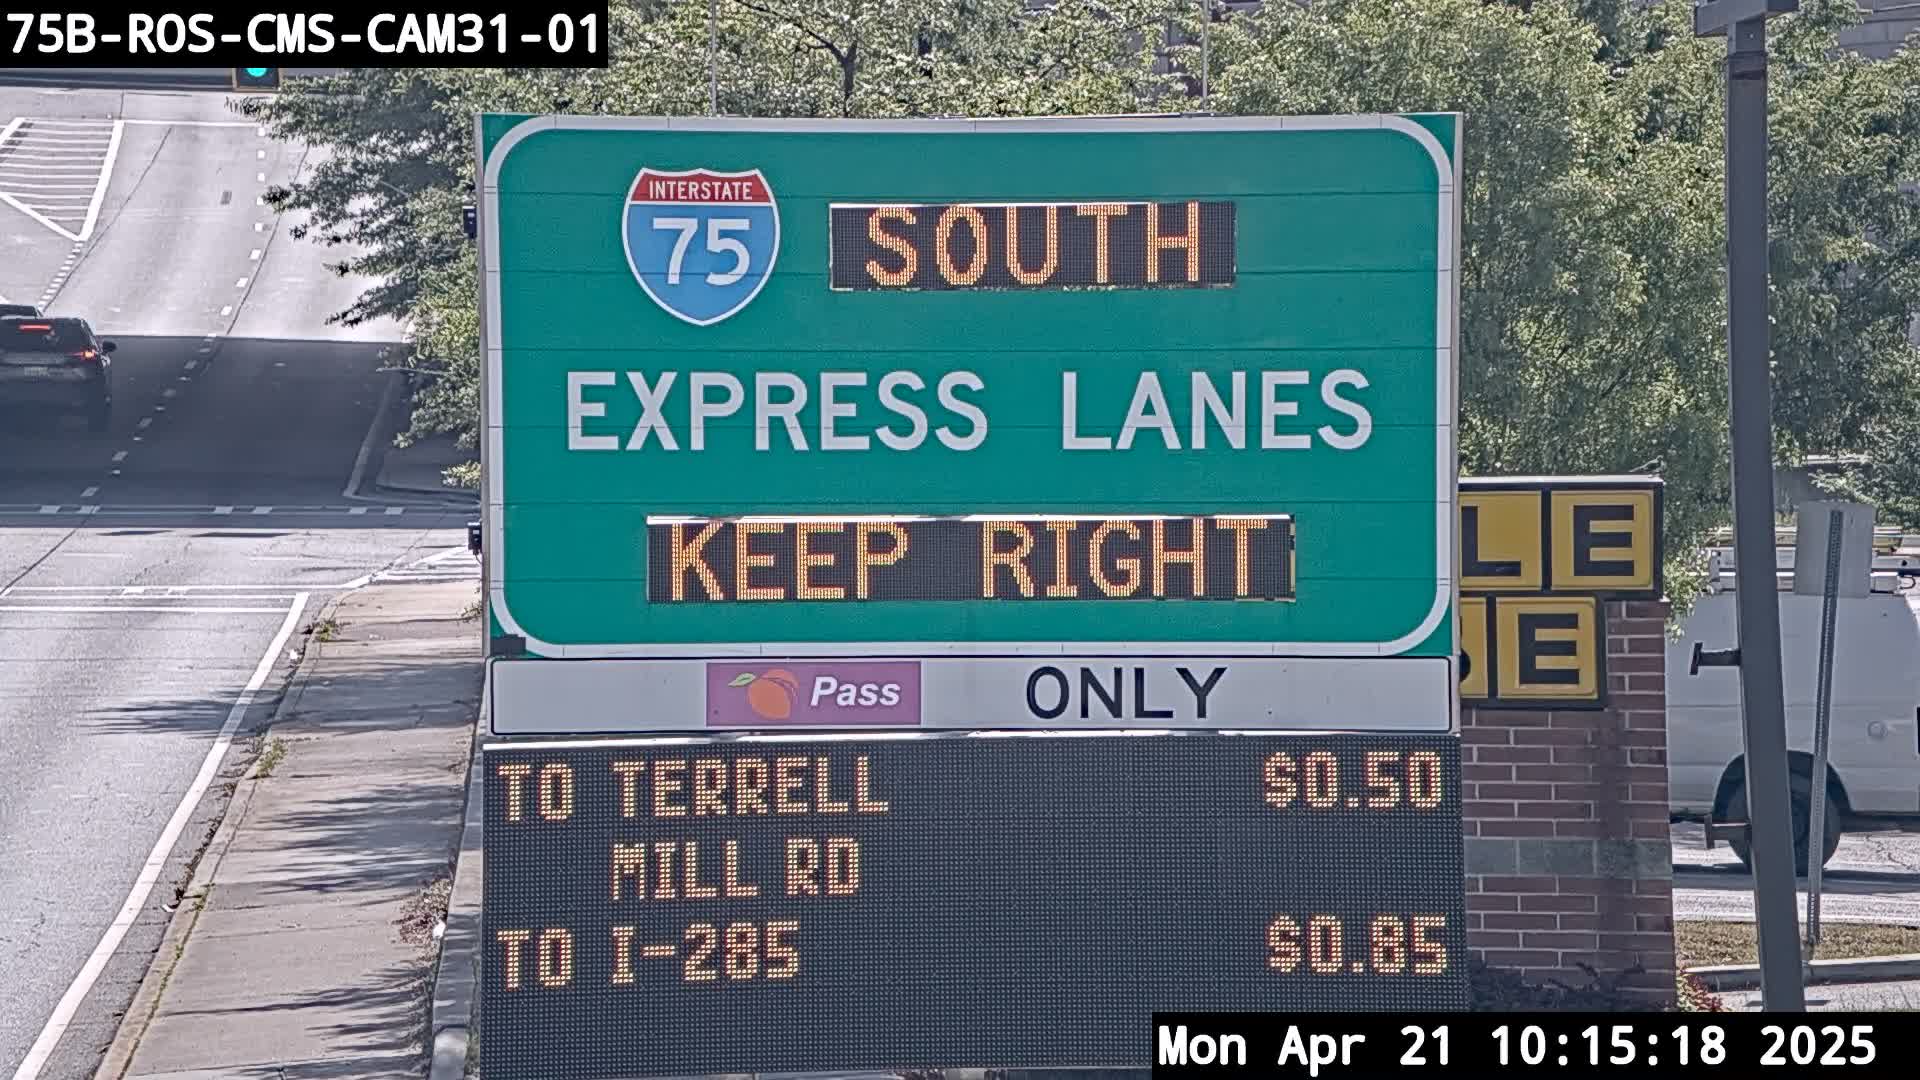 75B-ROS-CMS-CAM31-01
INTERSTATE
75
SOUTH
EXPRESS LANES
KEEP RIGHT
LE
E
Pass ONLY
TO TERRELL $0.50
MILL RD
TO I-285 $0.85
Mon Apr 21 10:15:18 2025